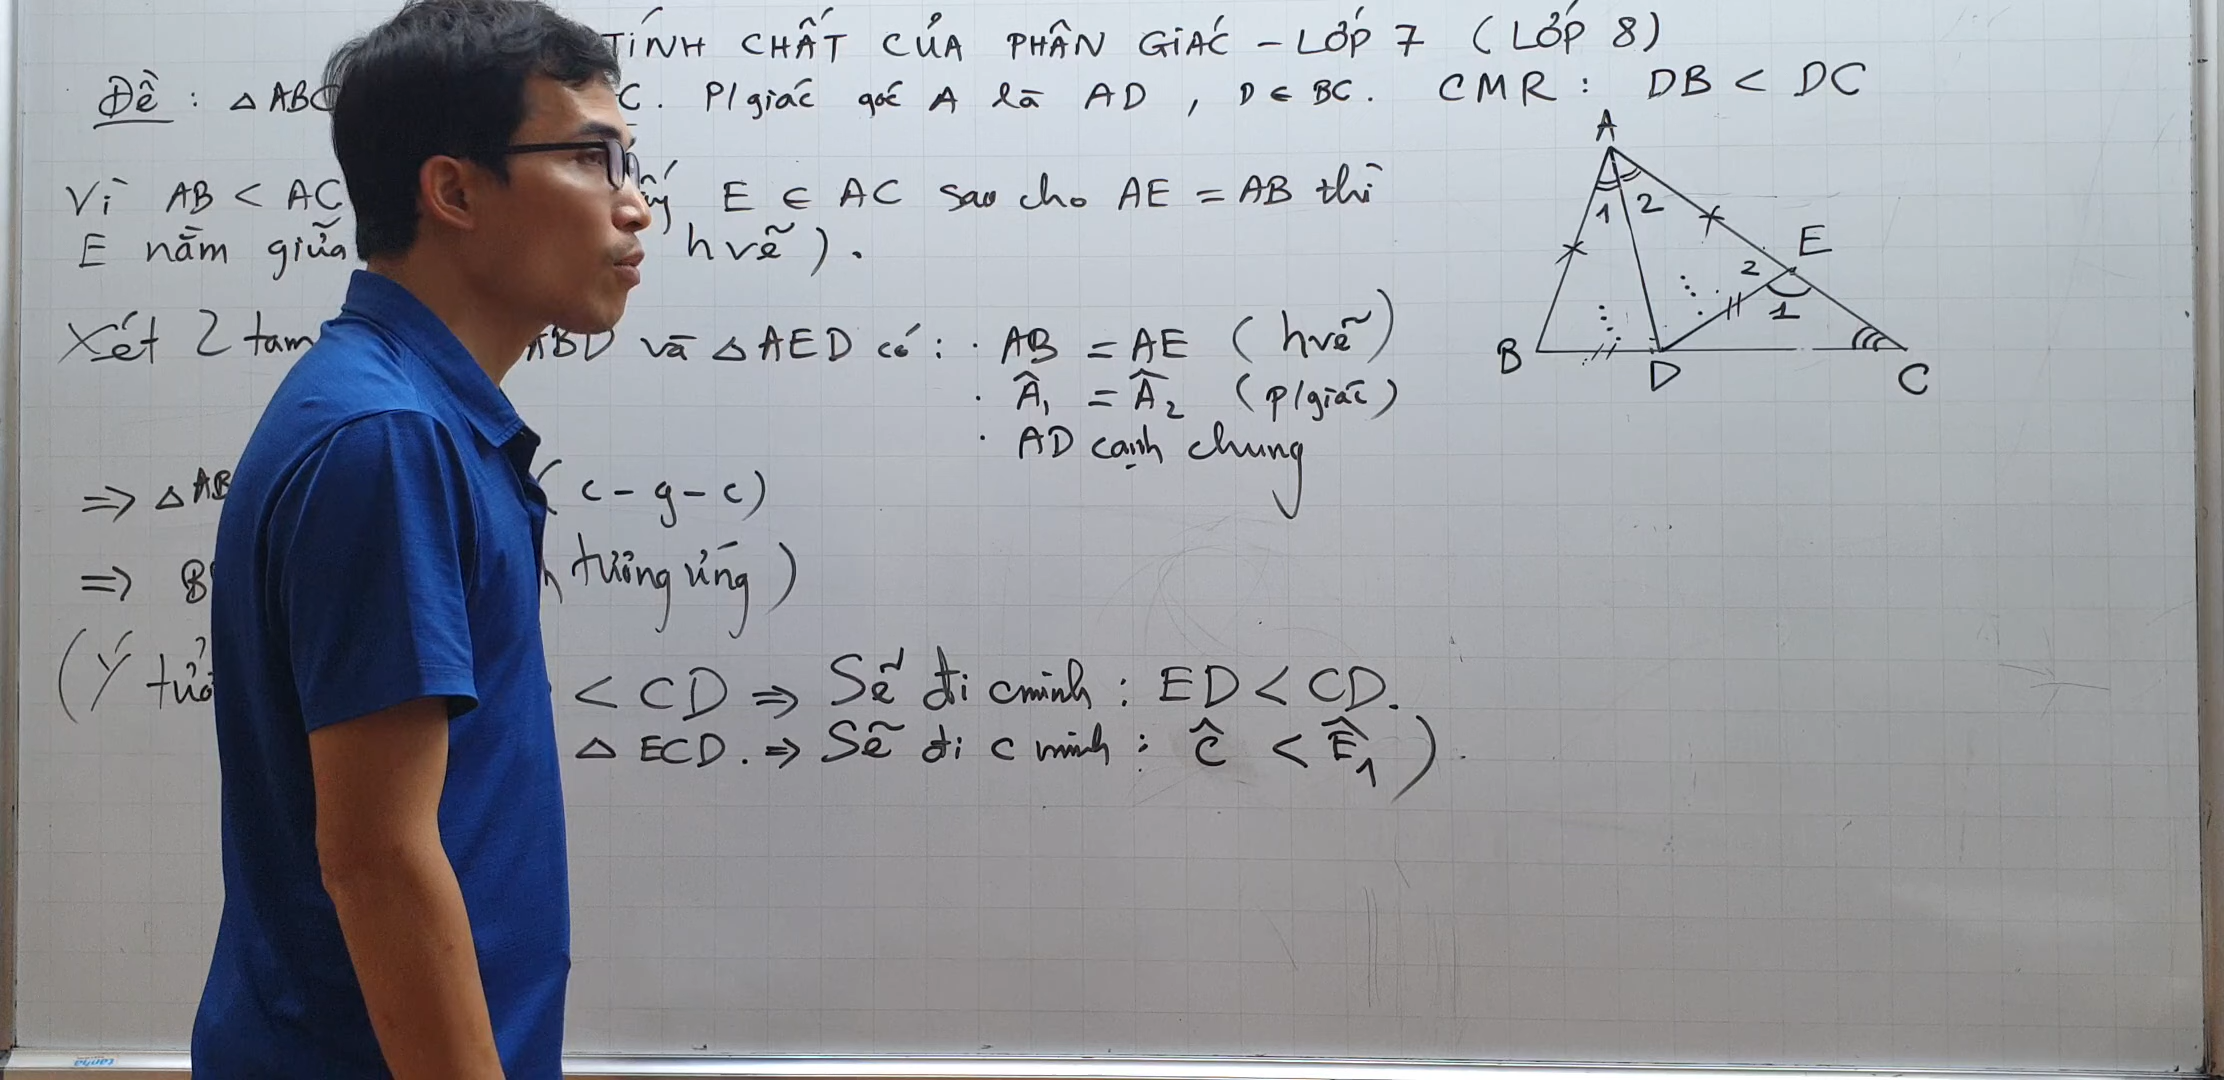 TÍNH CHẤT CỦA PHÂN GIÁC - LỚP 7 (LỚP 8)
Đề : △ ABC C. P/giác góc A là AD , D ∈ BC. CMR : DB < DC
Vì AB < AC E ∈ AC sao cho AE = AB thì
E nằm giữa h vẽ ) .
Xét 2 tam ABD và △ AED có : · AB = AE ( hvẽ )
· Â₁ = Â₂ ( p/giác )
· AD cạnh chung
⇒ △ AB ( c - g - c )
⇒ B tương ứng )
( Ý < CD ⇒ Sẽ đi cminh : ED < CD .
△ ECD . ⇒ Sẽ đi c minh : Ĉ < Ê₁ ) .
A
1 2
E
2
1
B D C